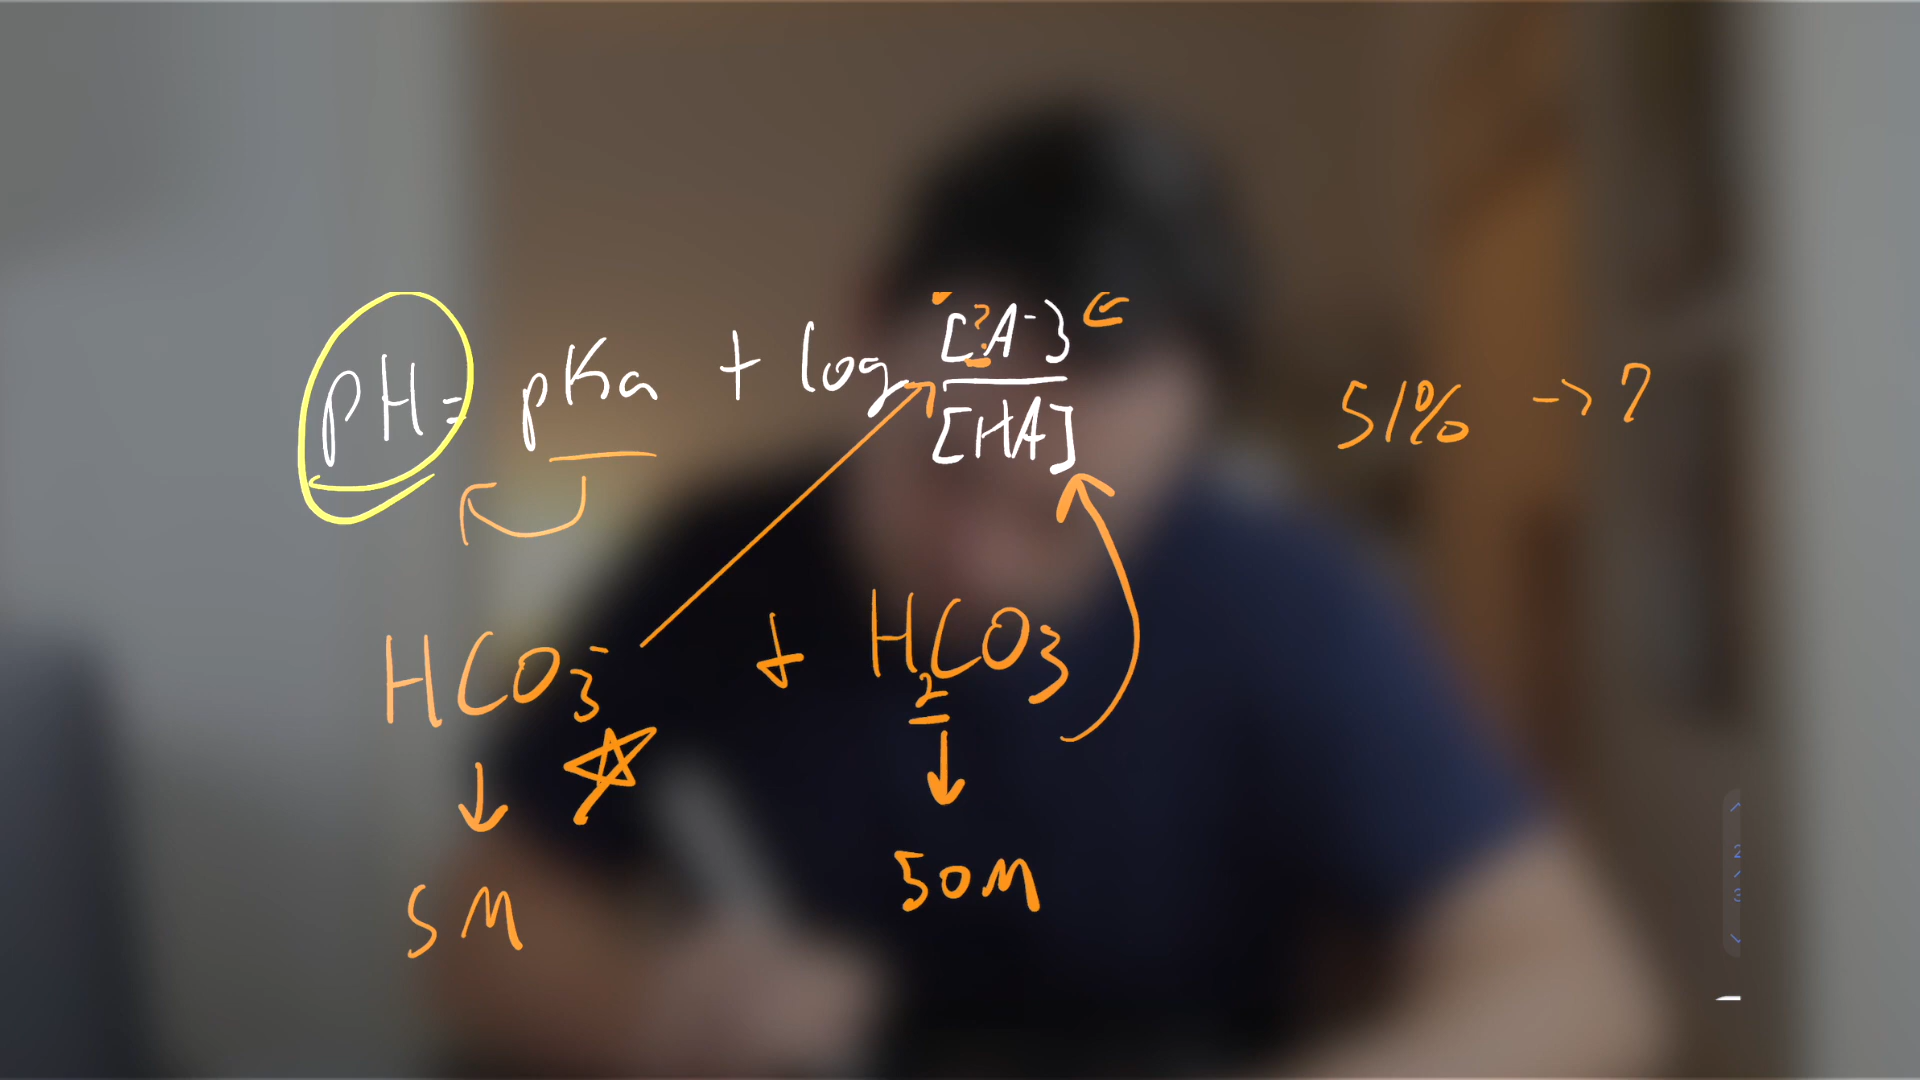 pH = pKa + log [A-] / [HA]
?
51% → ?
HCO3- + H2CO3
5M
50M